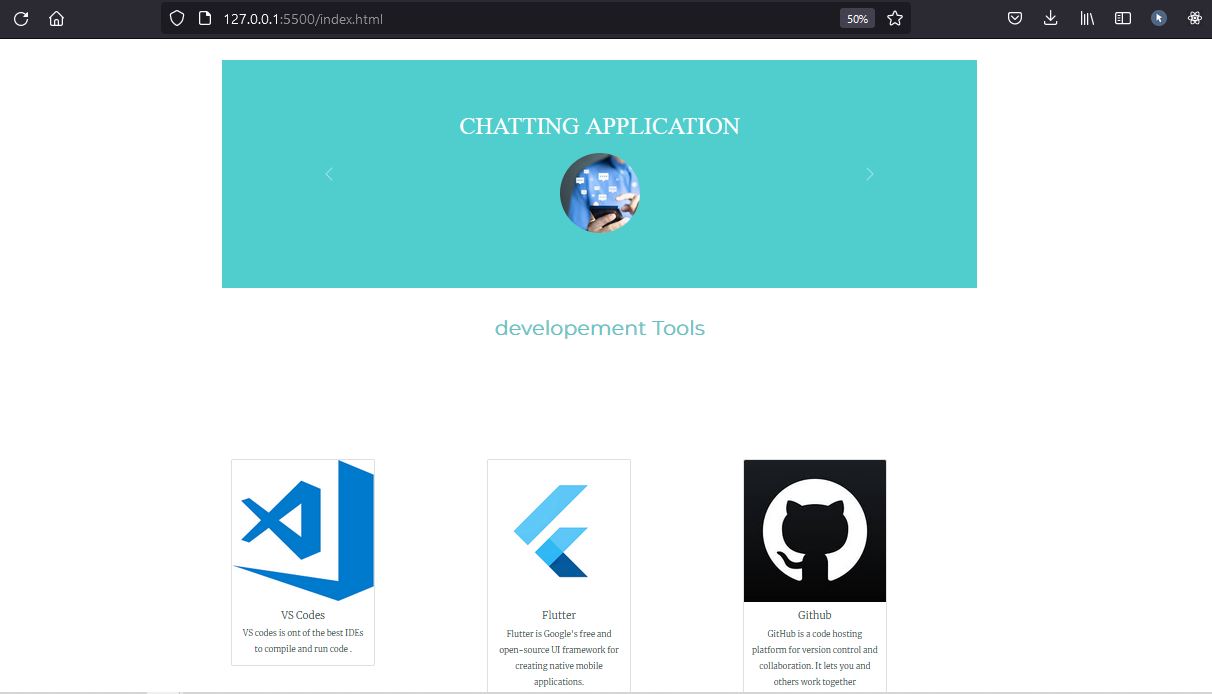 127.0.0.1:5500/index.html
50%
CHATTING APPLICATION
developement Tools
VS Codes
VS codes is ont of the best IDEs
to compile and run code .
Flutter
Flutter is Google's free and
open-source UI framework for
creating native mobile
applications.
Github
GitHub is a code hosting
platform for version control and
collaboration. It lets you and
others work together